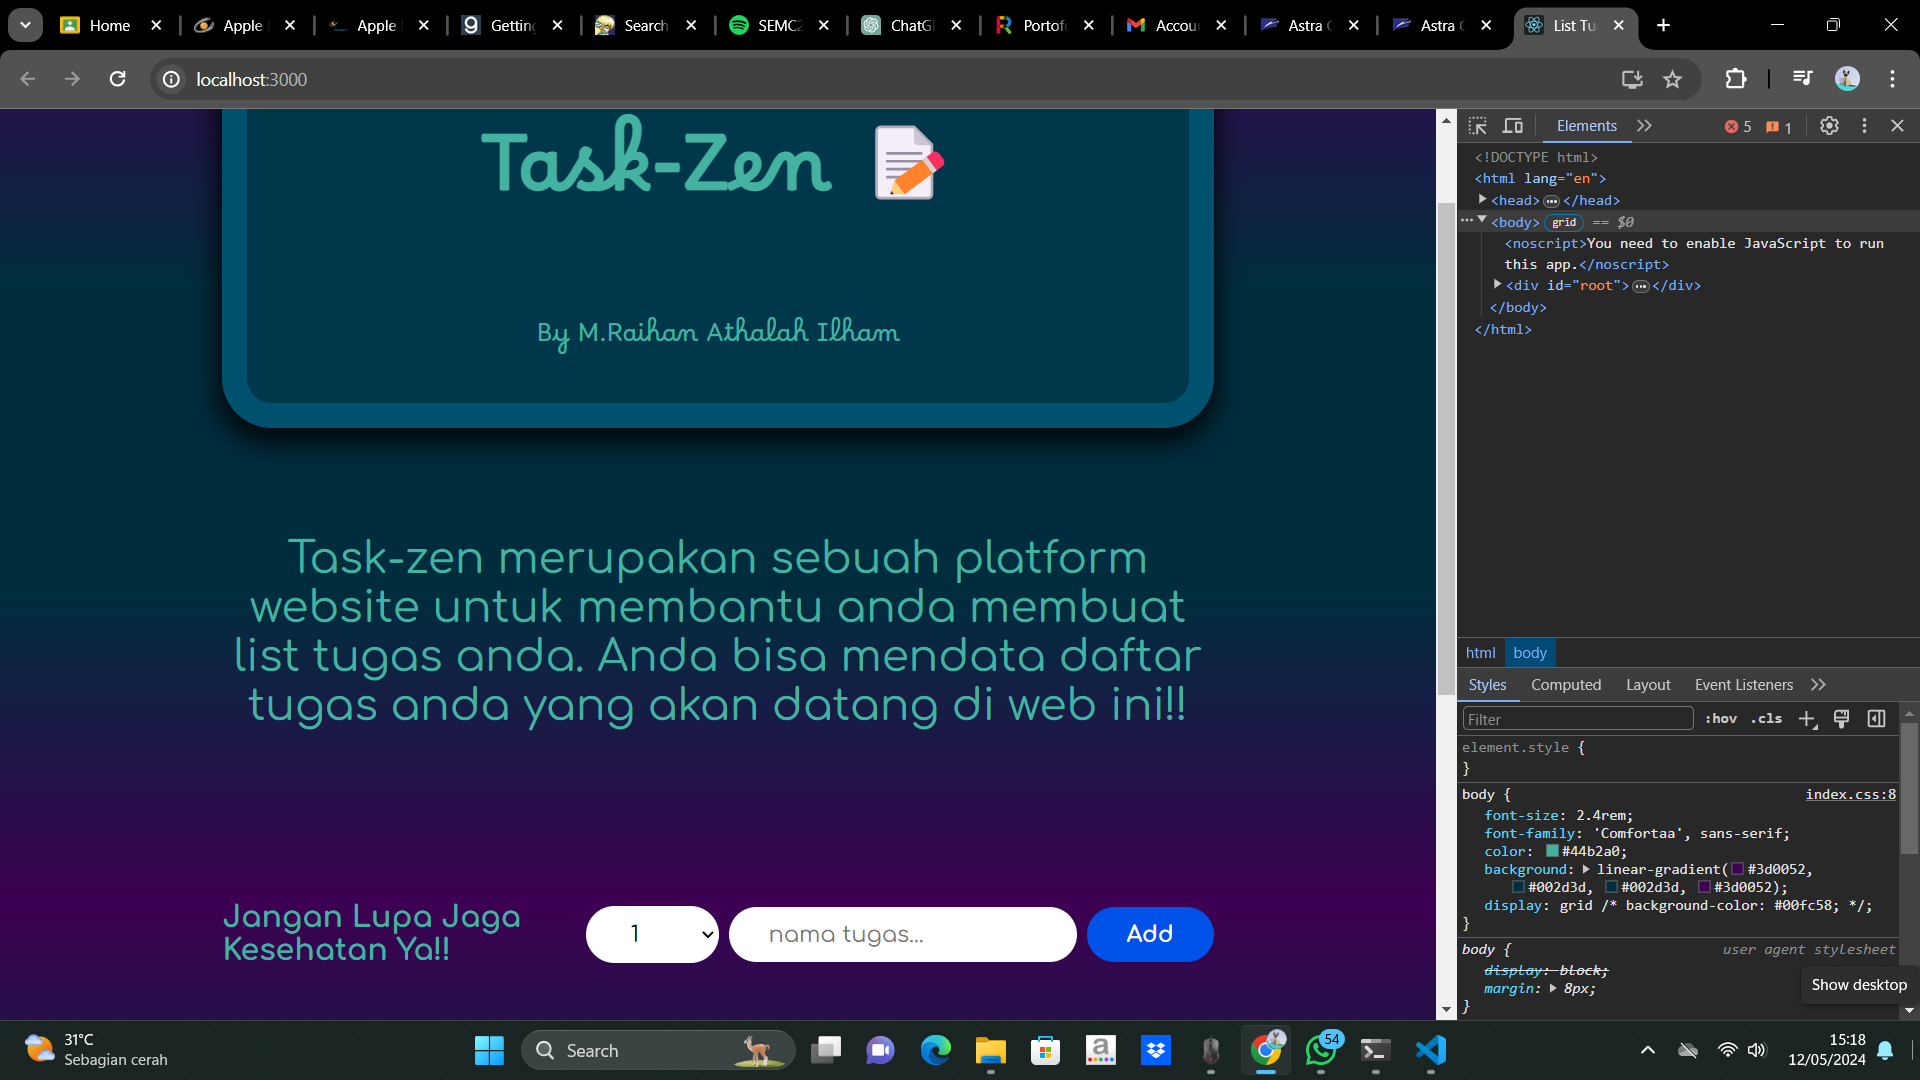 Home
Apple
Apple
Getting
Search
SEMC2
ChatG
Portof
Accou
Astra
Astra
List Tu
localhost:3000
Task-Zen
By M.Raihan Athalah Ilham
Task-zen merupakan sebuah platform
website untuk membantu anda membuat
list tugas anda. Anda bisa mendata daftar
tugas anda yang akan datang di web ini!!
Jangan Lupa Jaga
Kesehatan Ya!!
1
nama tugas...
Add
Elements
5
1
<!DOCTYPE html>
<html lang="en">
<head>…</head>
<body> grid == $0
<noscript>You need to enable JavaScript to run
this app.</noscript>
<div id="root">…</div>
</body>
</html>
html body
Styles Computed Layout Event Listeners
Filter :hov .cls
element.style {
}
body { index.css:8
font-size: 2.4rem;
font-family: 'Comfortaa', sans-serif;
color: #44b2a0;
background: linear-gradient(#3d0052,
#002d3d, #002d3d, #3d0052);
display: grid /* background-color: #00fc58; */;
}
body { user agent stylesheet
display: block;
margin: 8px;
}
Show desktop
31°C
Sebagian cerah
Search
a
54
15:18
12/05/2024